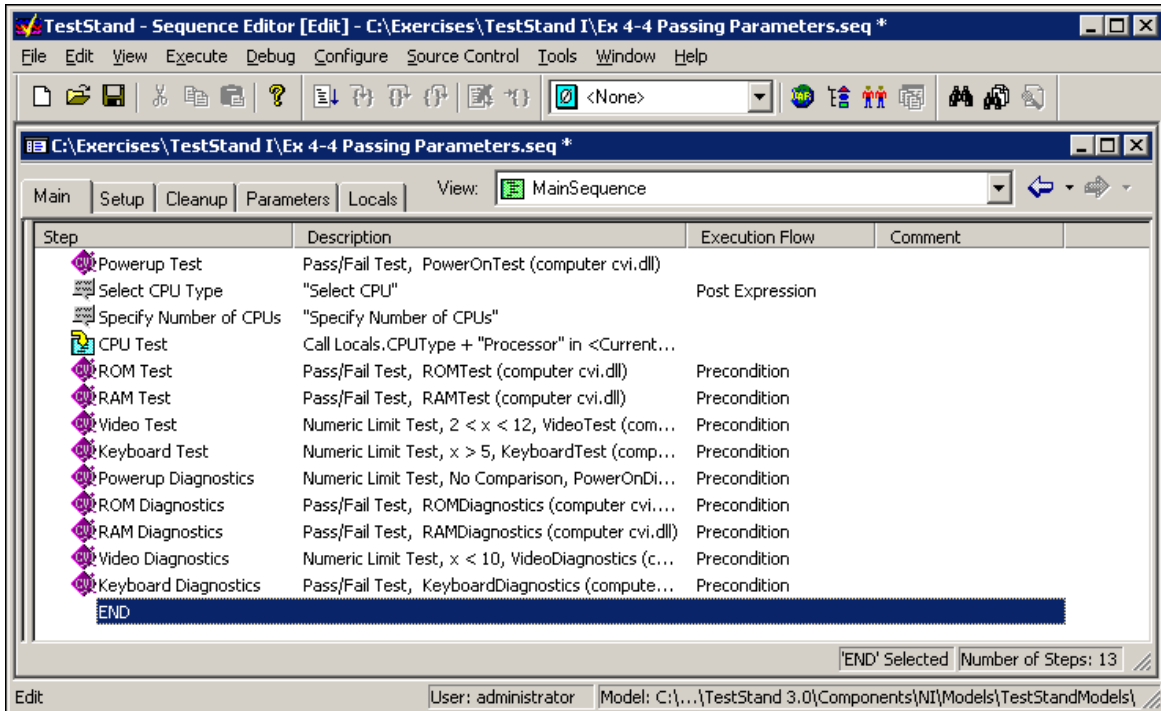 TestStand - Sequence Editor [Edit] - C:\Exercises\TestStand I\Ex 4-4 Passing Parameters.seq *
File Edit View Execute Debug Configure Source Control Tools Window Help
<None>
C:\Exercises\TestStand I\Ex 4-4 Passing Parameters.seq *
Main Setup Cleanup Parameters Locals View: MainSequence
Step Description Execution Flow Comment
Powerup Test Pass/Fail Test, PowerOnTest (computer cvi.dll)
Select CPU Type "Select CPU" Post Expression
Specify Number of CPUs "Specify Number of CPUs"
CPU Test Call Locals.CPUType + "Processor" in <Current...
ROM Test Pass/Fail Test, ROMTest (computer cvi.dll) Precondition
RAM Test Pass/Fail Test, RAMTest (computer cvi.dll) Precondition
Video Test Numeric Limit Test, 2 < x < 12, VideoTest (com... Precondition
Keyboard Test Numeric Limit Test, x > 5, KeyboardTest (comp... Precondition
Powerup Diagnostics Numeric Limit Test, No Comparison, PowerOnDi... Precondition
ROM Diagnostics Pass/Fail Test, ROMDiagnostics (computer cvi.... Precondition
RAM Diagnostics Pass/Fail Test, RAMDiagnostics (computer cvi.dll) Precondition
Video Diagnostics Numeric Limit Test, x < 10, VideoDiagnostics (c... Precondition
Keyboard Diagnostics Pass/Fail Test, KeyboardDiagnostics (compute... Precondition
END
'END' Selected Number of Steps: 13
Edit User: administrator Model: C:\...\TestStand 3.0\Components\NI\Models\TestStandModels\